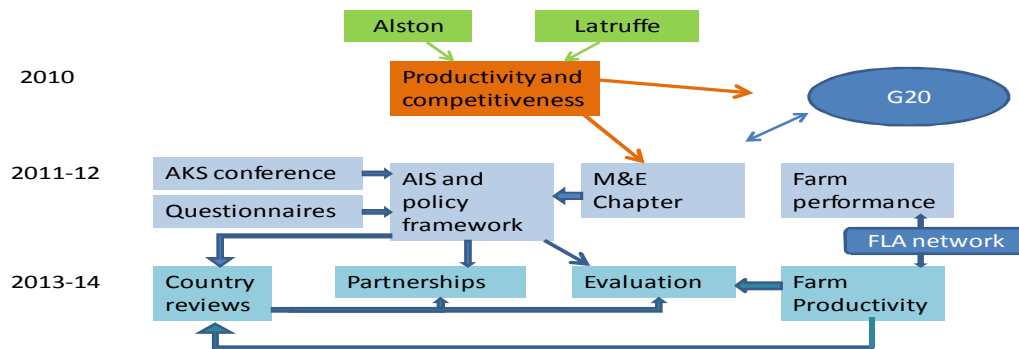 Alston
Latruffe
2010
Productivity and
competitiveness
G20
2011-12
AKS conference
Questionnaires
AIS and
policy
framework
M&E
Chapter
Farm
performance
FLA network
2013-14
Country
reviews
Partnerships
Evaluation
Farm
Productivity